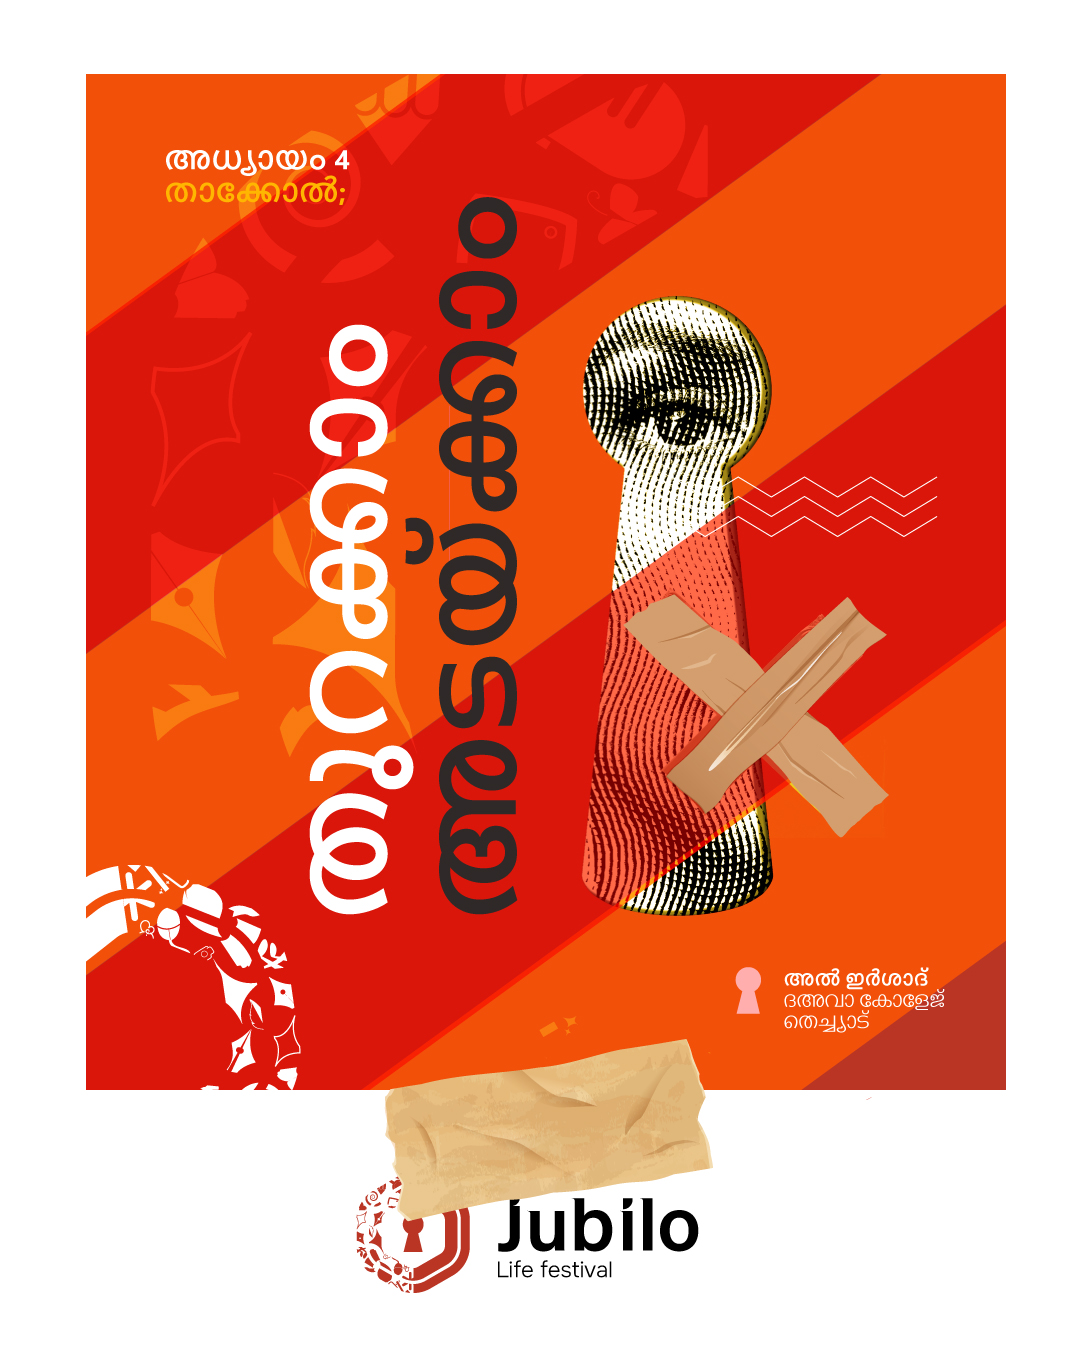 അധ്യായം 4
താക്കോൽ;
തുറക്കാം
അടയ്ക്കാം
അൽ ഇർശാദ്
ദഅവാ കോളേജ്
തെച്ച്യാട്
Jubilo
Life festival